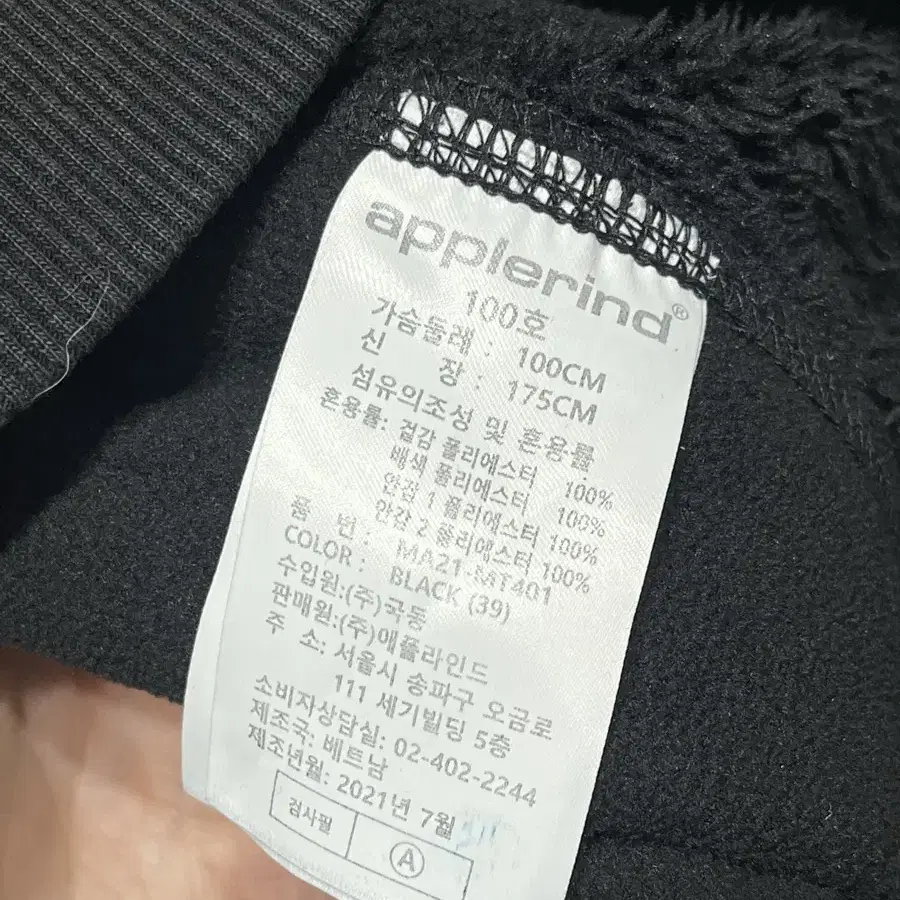 applerind®
100호
가슴둘레 : 100CM
신 장 : 175CM
섬유의조성 및 혼용률
혼용률: 겉감 폴리에스터 100%
배색 폴리에스터 100%
안감 1 폴리에스터 100%
안감 2 폴리에스터 100%
품 번 : MA21-MT401
COLOR : BLACK (39)
수입원:(주)국동
판매원:(주)애플라인드
주 소: 서울시 송파구 오금로
111 세기빌딩 5층
소비자상담실: 02-402-2244
제조국: 베트남
제조년월: 2021년 7월
검사필 A